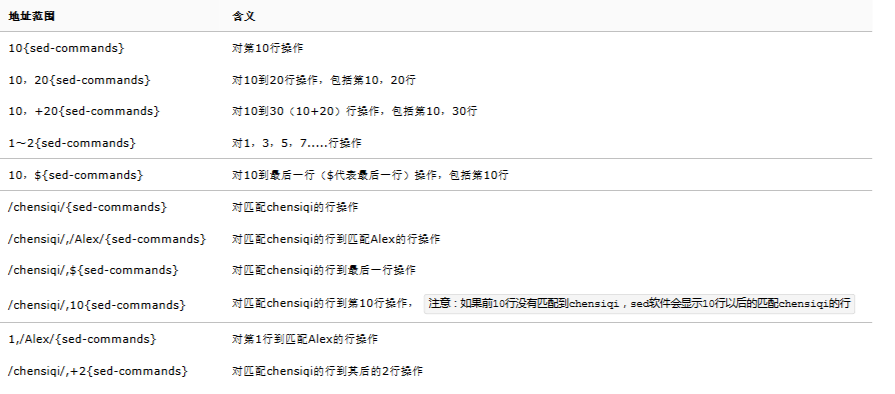 地址范围 含义
10{sed-commands} 对第10行操作
10，20{sed-commands} 对10到20行操作，包括第10，20行
10，+20{sed-commands} 对10到30（10+20）行操作，包括第10，30行
1～2{sed-commands} 对1，3，5，7.....行操作
10，${sed-commands} 对10到最后一行（$代表最后一行）操作，包括第10行
/chensiqi/{sed-commands} 对匹配chensiqi的行操作
/chensiqi/,/Alex/{sed-commands} 对匹配chensiqi的行到匹配Alex的行操作
/chensiqi/,${sed-commands} 对匹配chensiqi的行到最后一行操作
/chensiqi/,10{sed-commands} 对匹配chensiqi的行到第10行操作， 注意：如果前10行没有匹配到chensiqi，sed软件会显示10行以后的匹配chensiqi的行
1,/Alex/{sed-commands} 对第1行到匹配Alex的行操作
/chensiqi/,+2{sed-commands} 对匹配chensiqi的行到其后的2行操作